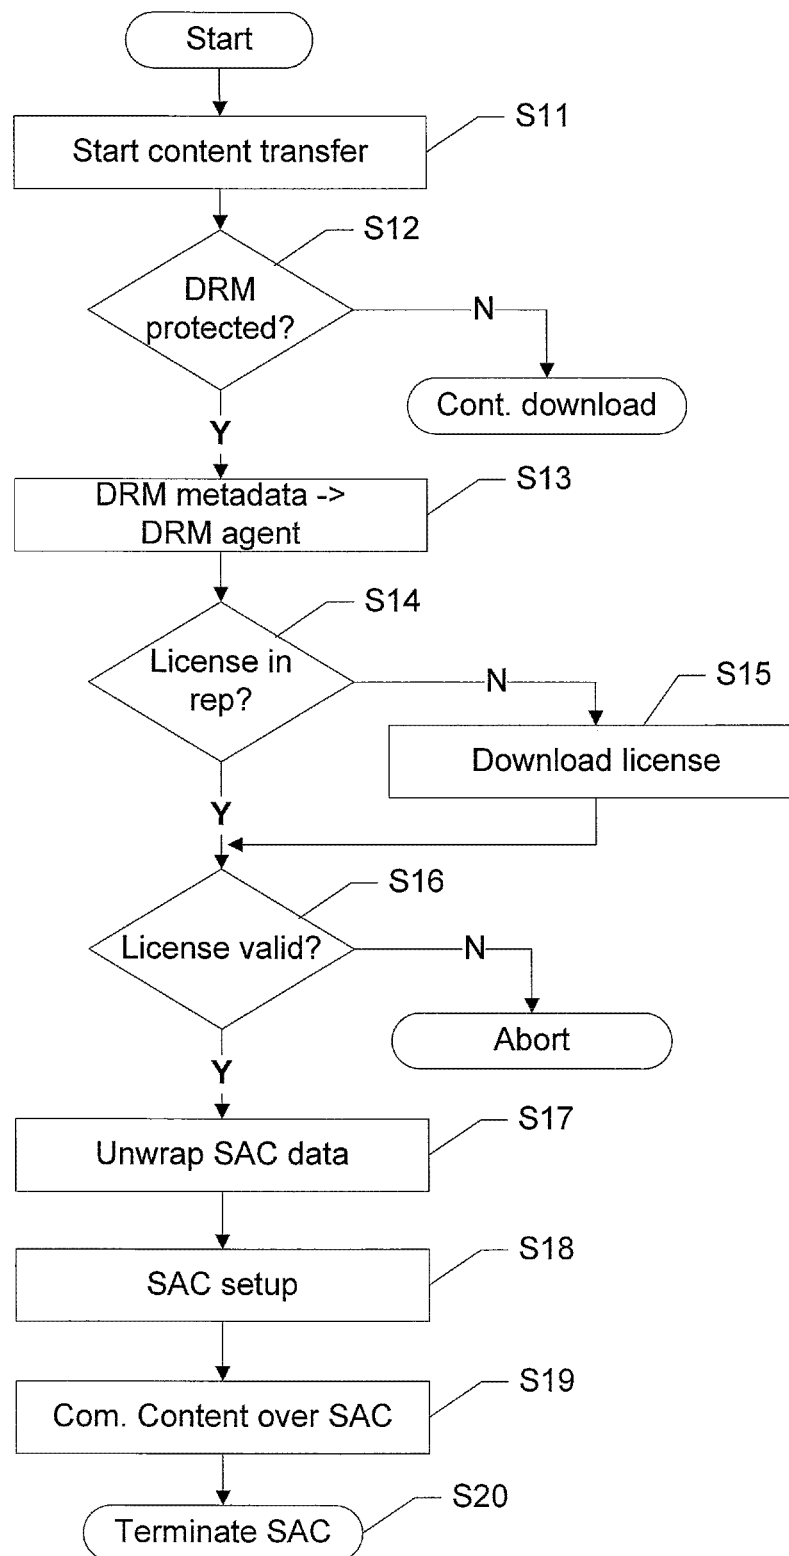 Start
S11
Start content transfer
S12
DRM
protected?
N
Cont. download
Y
S13
DRM metadata ->
DRM agent
S14
License in
rep?
N
S15
Download license
Y
S16
License valid?
N
Abort
Y
S17
Unwrap SAC data
S18
SAC setup
S19
Com. Content over SAC
S20
Terminate SAC